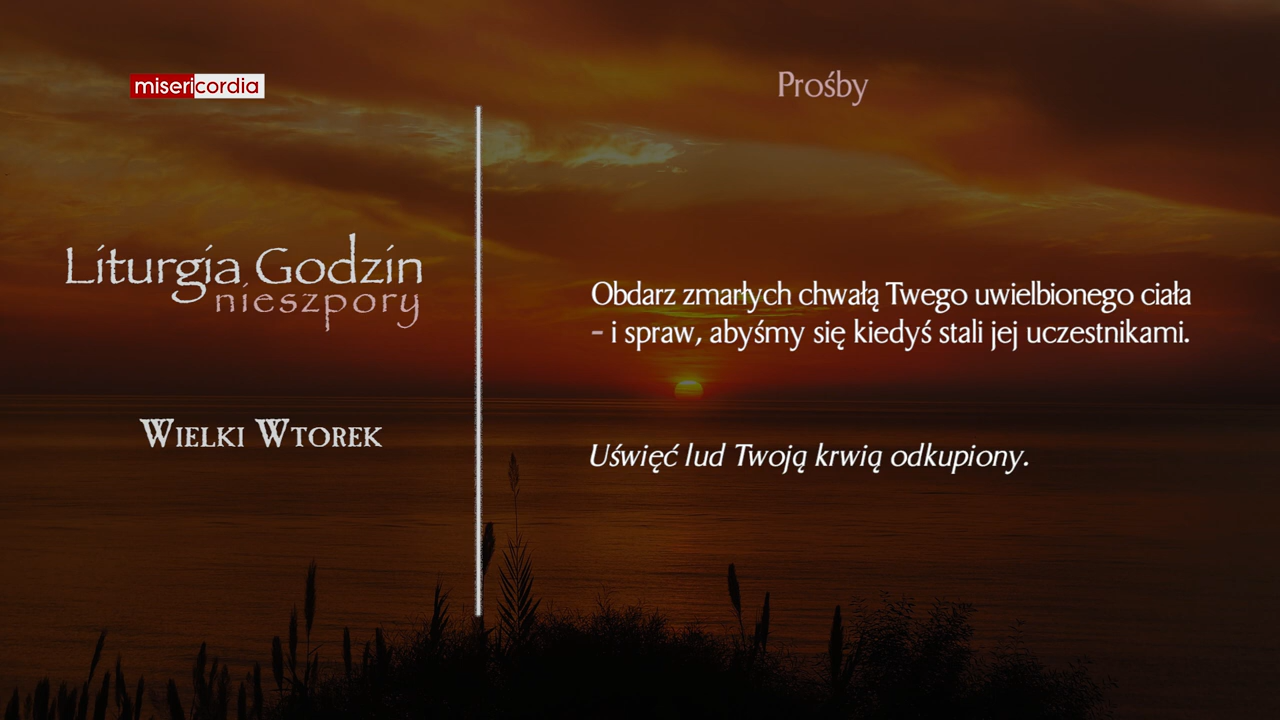 misericordia
Prośby
Liturgia Godzin
nieszpory
Wielki Wtorek
Obdarz zmarłych chwałą Twego uwielbionego ciała
– i spraw, abyśmy się kiedyś stali jej uczestnikami.
Uświęć lud Twoją krwią odkupiony.